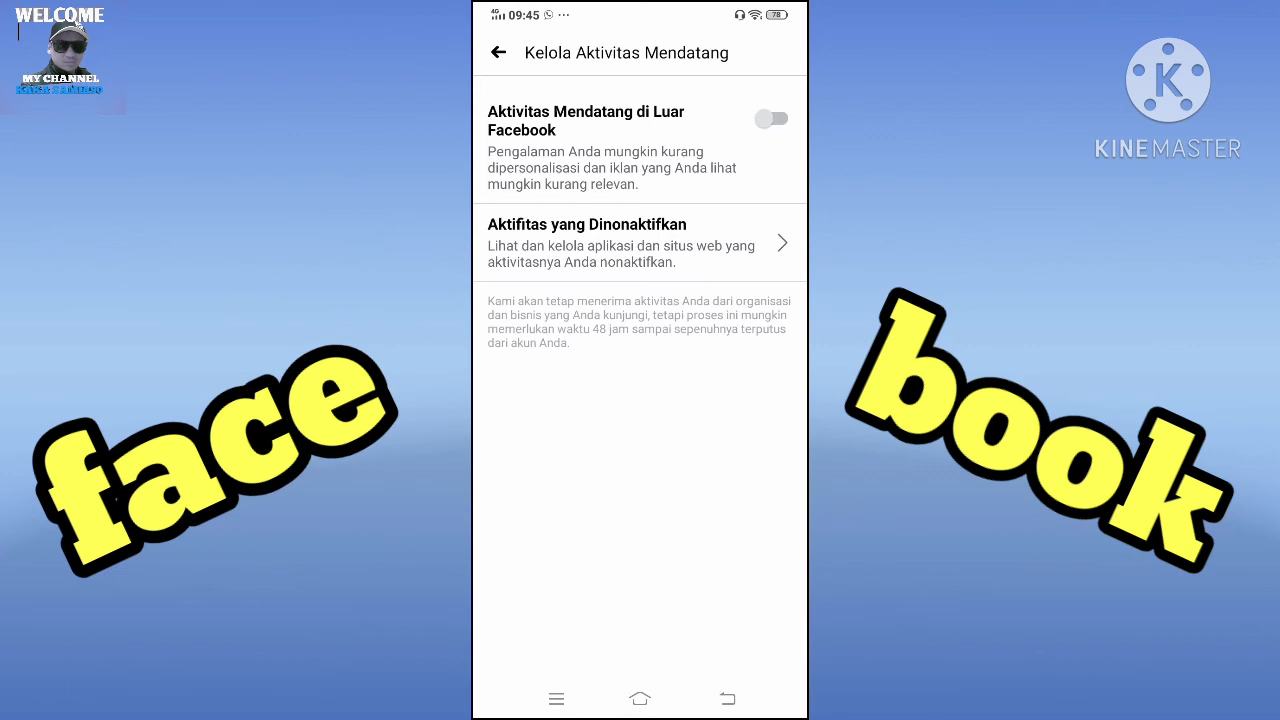 WELCOME
MY CHANNEL
4G 09:45 78
Kelola Aktivitas Mendatang
Aktivitas Mendatang di Luar
Facebook
Pengalaman Anda mungkin kurang
dipersonalisasi dan iklan yang Anda lihat
mungkin kurang relevan.
Aktifitas yang Dinonaktifkan
Lihat dan kelola aplikasi dan situs web yang
aktivitasnya Anda nonaktifkan.
Kami akan tetap menerima aktivitas Anda dari organisasi
dan bisnis yang Anda kunjungi, tetapi proses ini mungkin
memerlukan waktu 48 jam sampai sepenuhnya terputus
dari akun Anda.
face
book
K
KINEMASTER